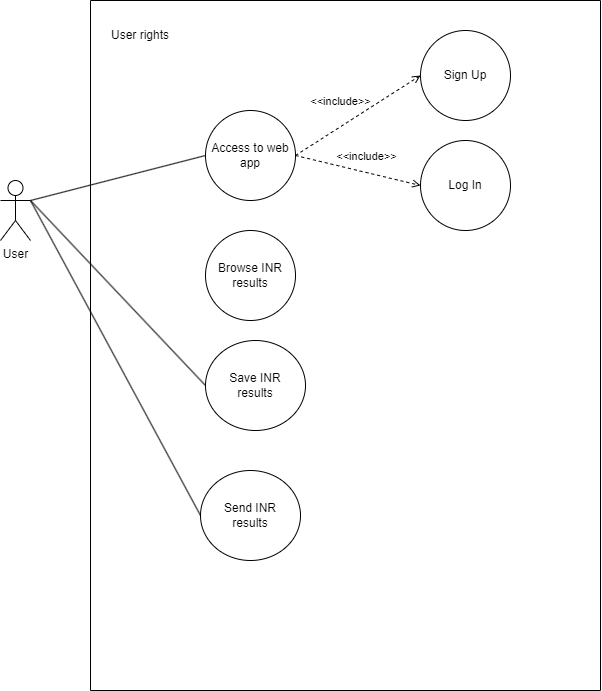 User rights
Sign Up
<<include>>
Access to web
app
<<include>>
Log In
User
Browse INR
results
Save INR
results
Send INR
results